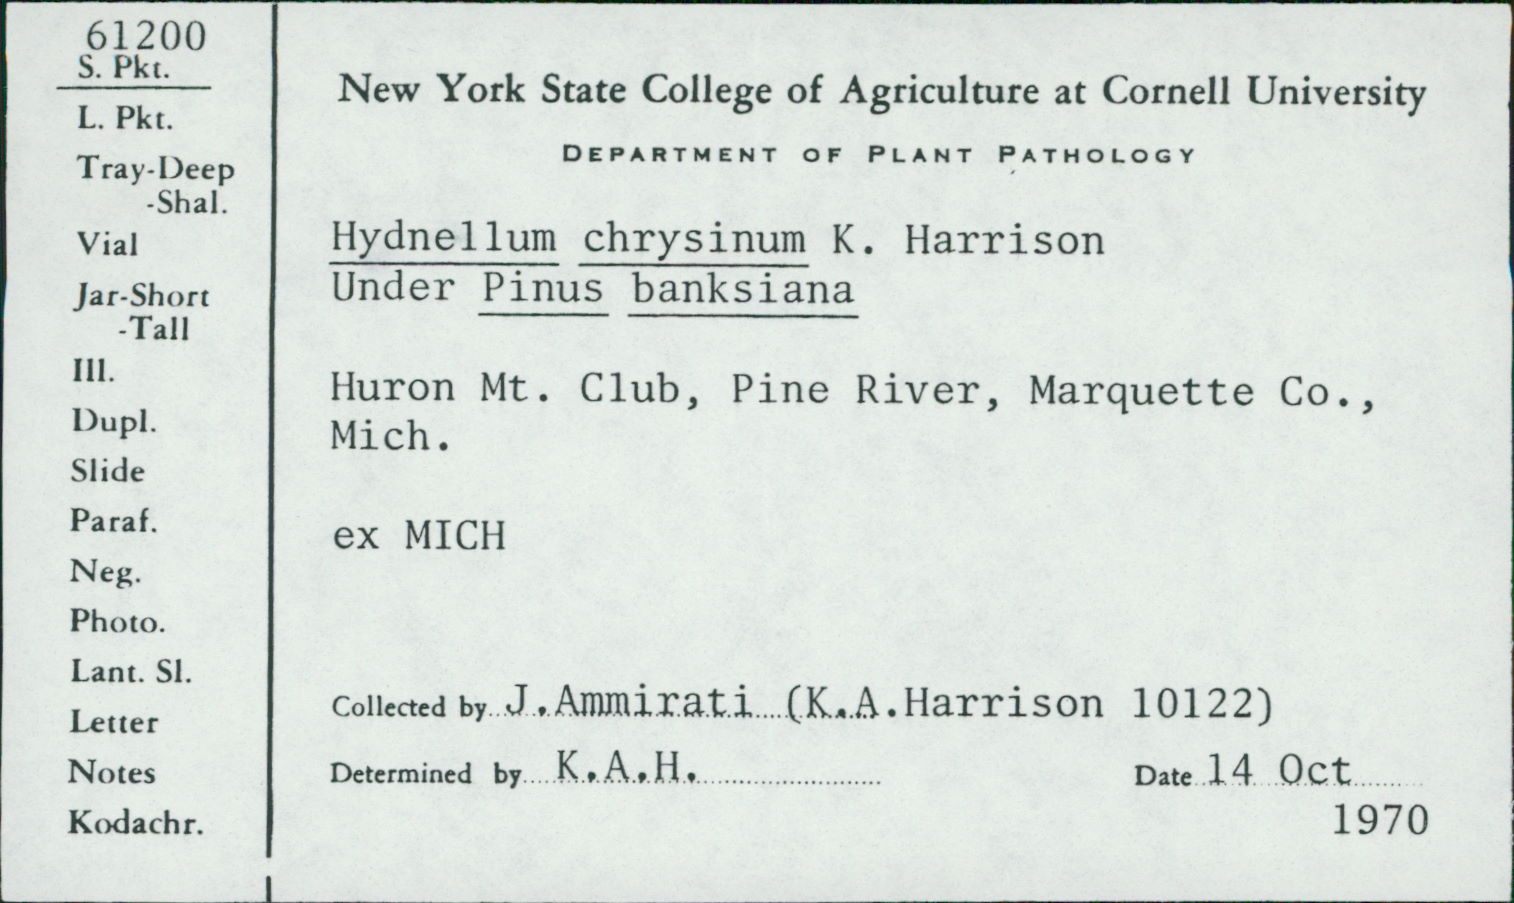 61200
S. Pkt.
L. Pkt.
Tray-Deep
-Shal.
Vial
Jar-Short
-Tall
Ill.
Dupl.
Slide
Paraf.
Neg.
Photo.
Lant. Sl.
Letter
Notes
Kodachr.
New York State College of Agriculture at Cornell University
DEPARTMENT OF PLANT PATHOLOGY
Hydnellum chrysinum K. Harrison
Under Pinus banksiana
Huron Mt. Club, Pine River, Marquette Co.,
Mich.
ex MICH
Collected by J.Ammirati (K.A.Harrison 10122)
Determined by K.A.H. Date 14 Oct
1970